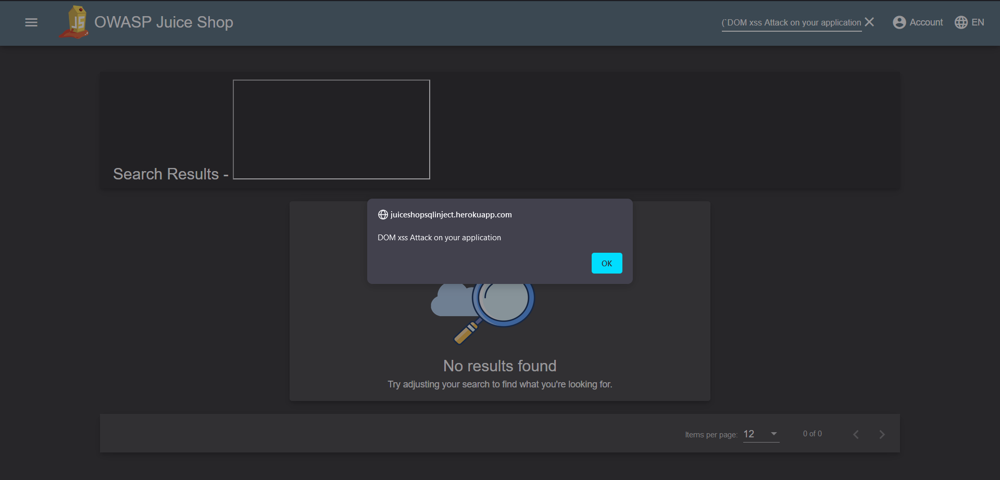 JS
OWASP Juice Shop
(`DOM xss Attack on your application
Account
EN
Search Results -
juiceshopsqlinject.herokuapp.com
DOM xss Attack on your application
OK
No results found
Try adjusting your search to find what you're looking for.
Items per page: 12
0 of 0